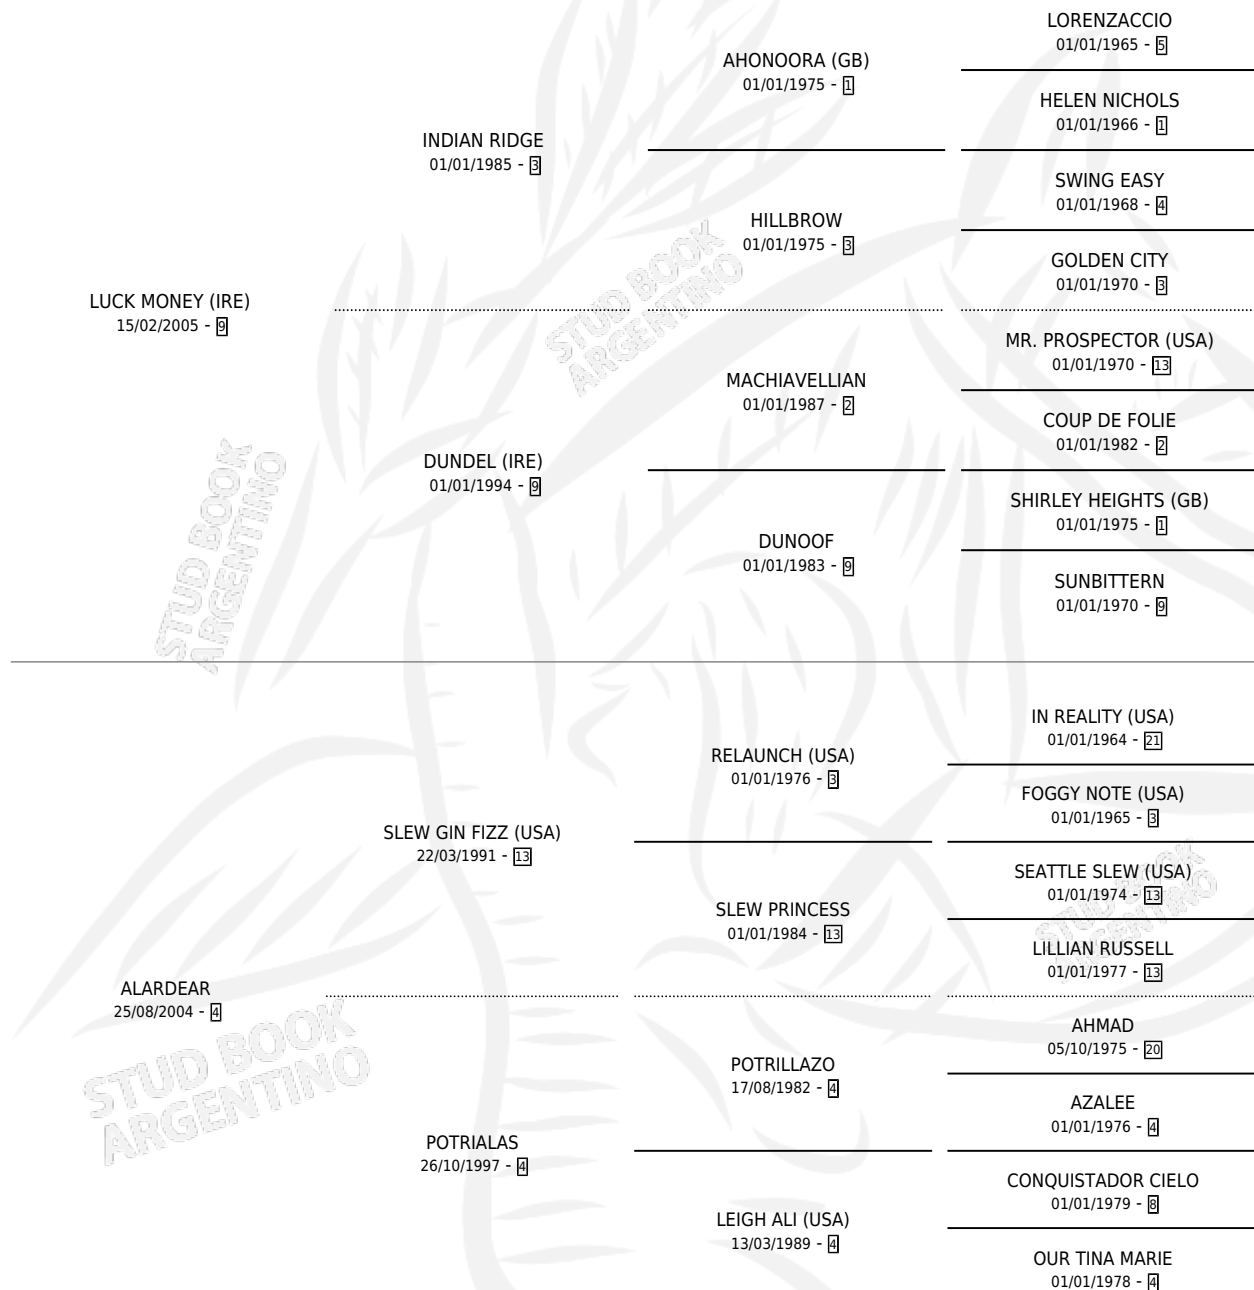 LORENZACCIO
01/01/1965 - 5
AHONOORA (GB)
01/01/1975 - 1
HELEN NICHOLS
01/01/1966 - 1
INDIAN RIDGE
01/01/1985 - 3
SWING EASY
01/01/1968 - 4
HILLBROW
01/01/1975 - 3
GOLDEN CITY
01/01/1970 - 3
LUCK MONEY (IRE)
15/02/2005 - 9
MR. PROSPECTOR (USA)
01/01/1970 - 13
MACHIAVELLIAN
01/01/1987 - 2
COUP DE FOLIE
01/01/1982 - 2
DUNDEL (IRE)
01/01/1994 - 9
SHIRLEY HEIGHTS (GB)
01/01/1975 - 1
DUNOOF
01/01/1983 - 9
SUNBITTERN
01/01/1970 - 9
IN REALITY (USA)
01/01/1964 - 21
RELAUNCH (USA)
01/01/1976 - 3
FOGGY NOTE (USA)
01/01/1965 - 3
SLEW GIN FIZZ (USA)
22/03/1991 - 13
SEATTLE SLEW (USA)
01/01/1974 - 13
SLEW PRINCESS
01/01/1984 - 13
LILLIAN RUSSELL
01/01/1977 - 13
ALARDEAR
25/08/2004 - 4
AHMAD
05/10/1975 - 20
POTRILLAZO
17/08/1982 - 4
AZALEE
01/01/1976 - 4
POTRIALAS
26/10/1997 - 4
CONQUISTADOR CIELO
01/01/1979 - 8
LEIGH ALI (USA)
13/03/1989 - 4
OUR TINA MARIE
01/01/1978 - 4
STUD BOOK
ARGENTINO
STUD BOOK
ARGENTINO
STUD BOOK
ARGENTINO
STUD BOOK
ARGENTINO